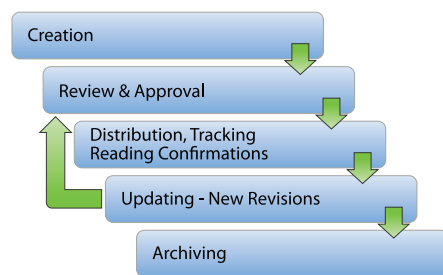 Creation
Review & Approval
Distribution, Tracking
Reading Confirmations
Updating - New Revisions
Archiving